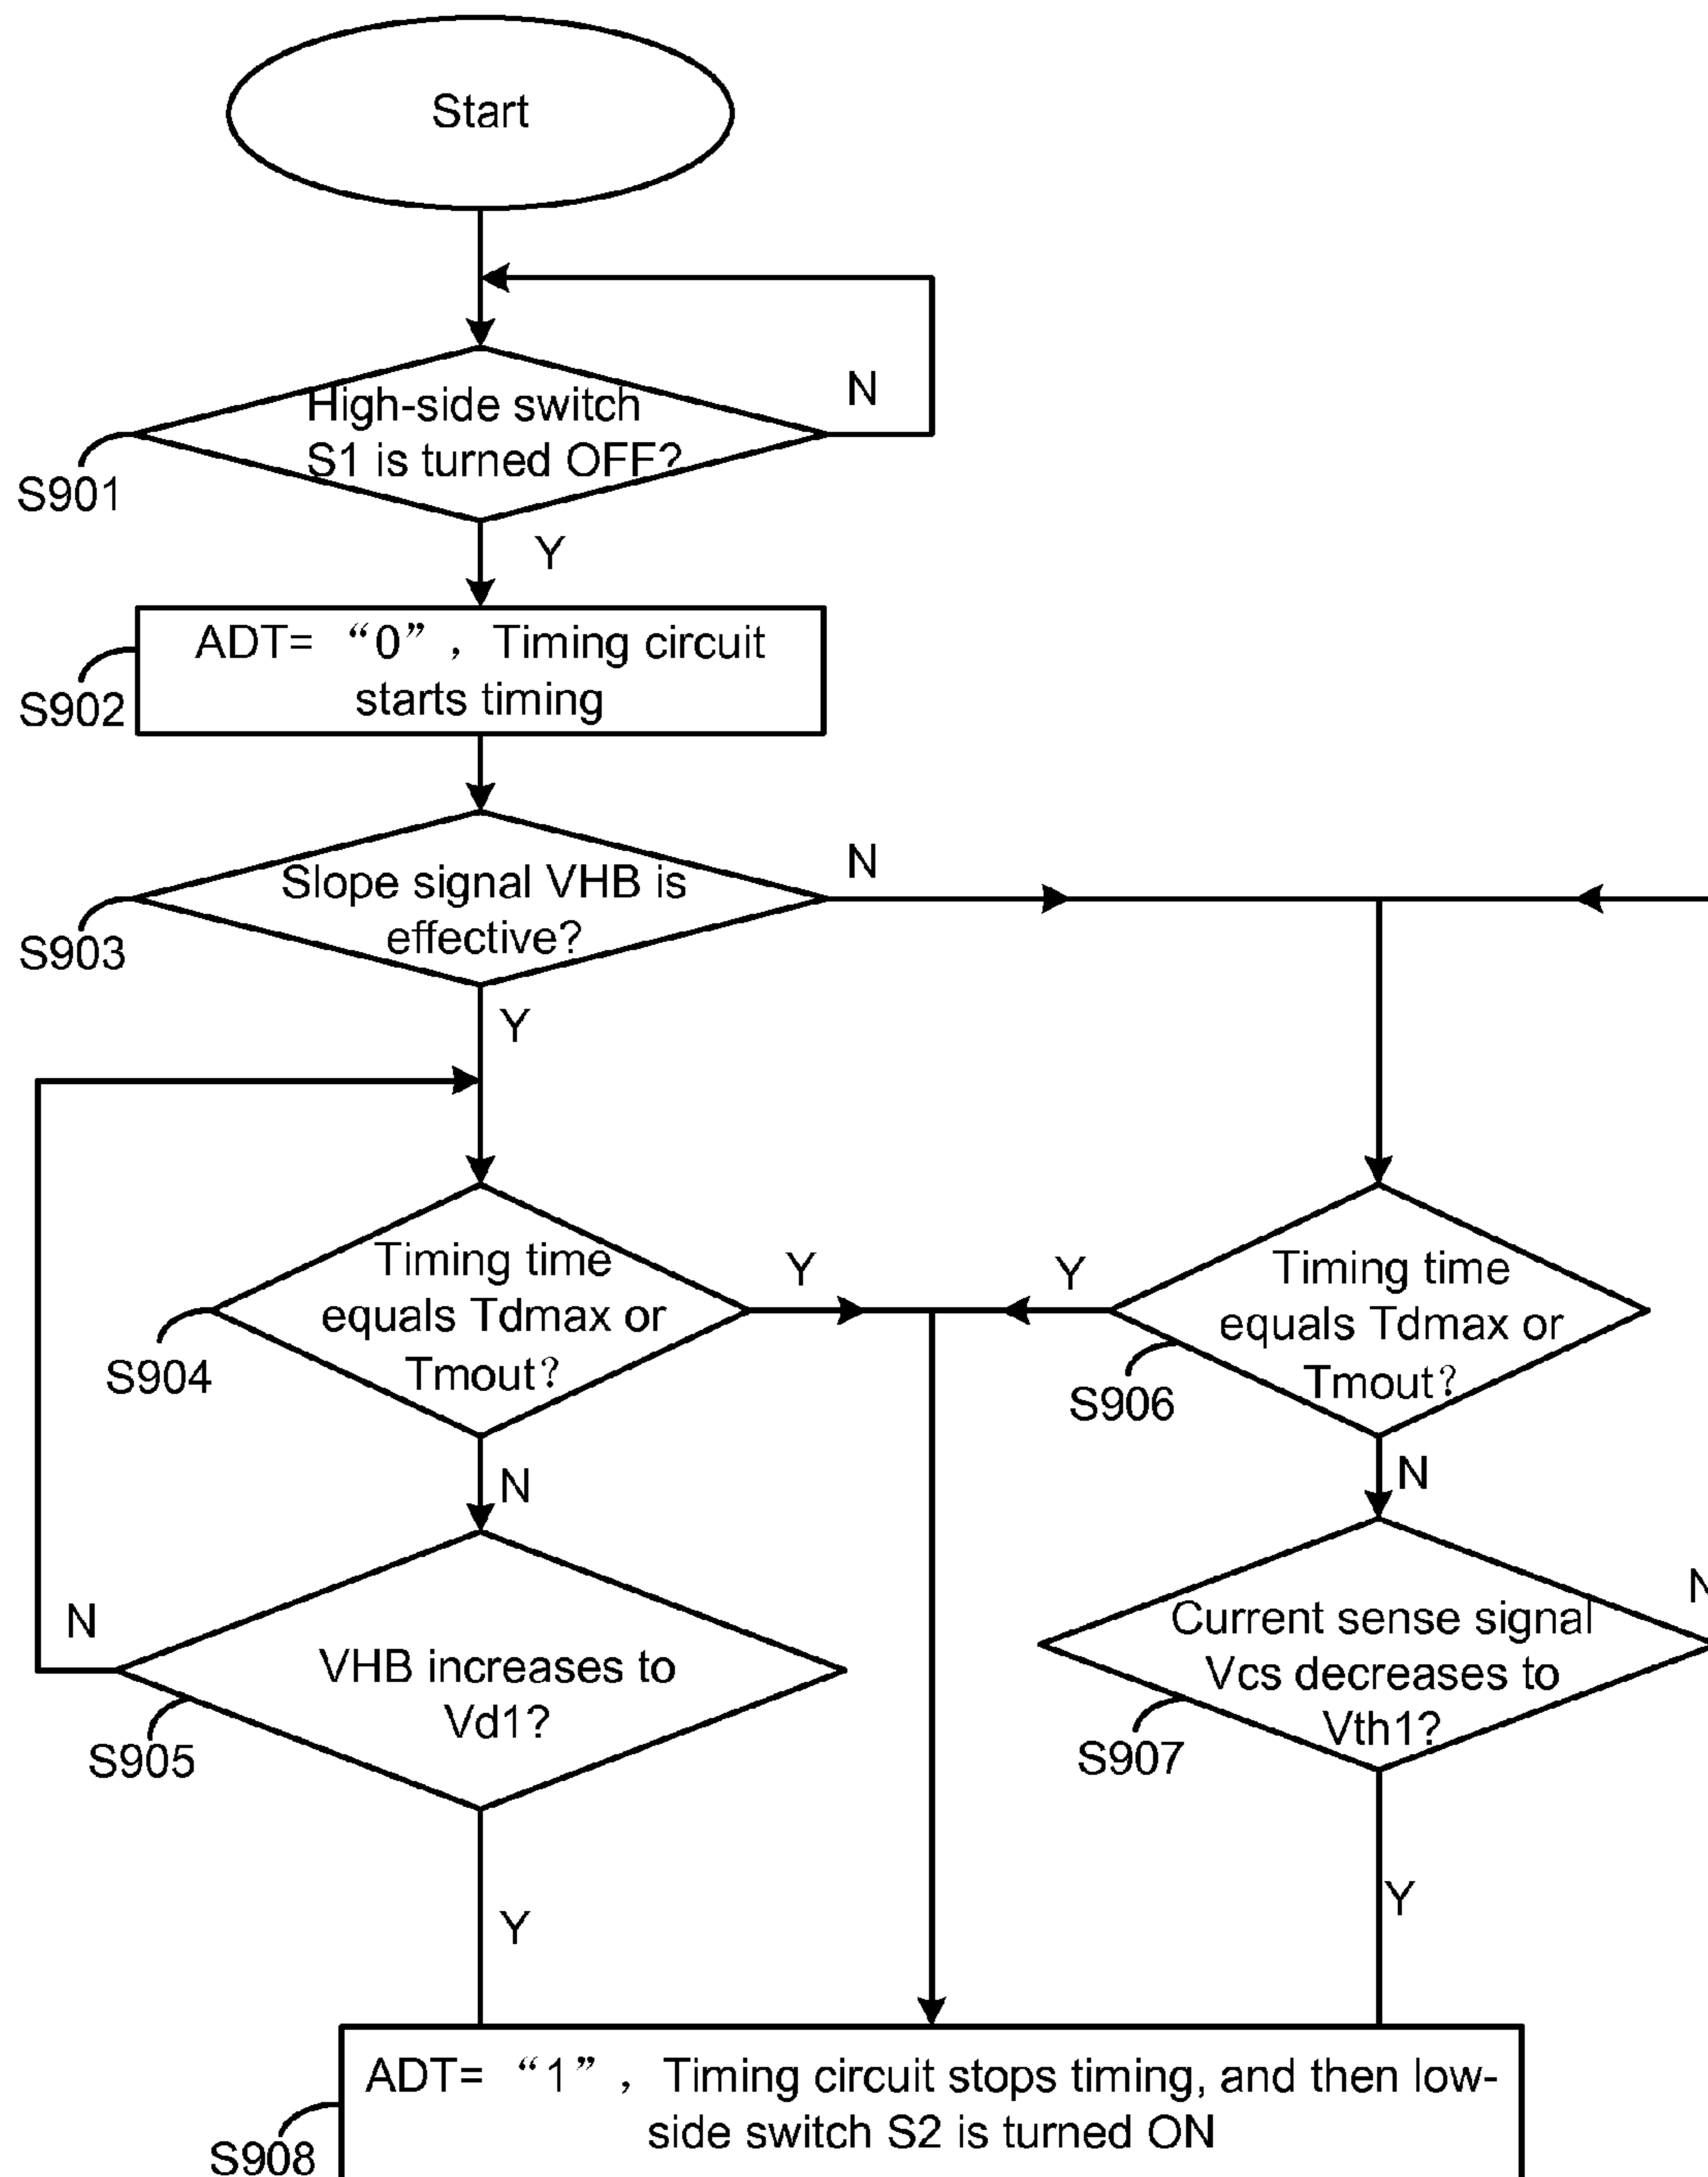 Start
High-side switch
S1 is turned OFF?
N
S901
Y
ADT= “0”, Timing circuit
starts timing
S902
Slope signal VHB is
effective?
N
S903
Y
Timing time
equals Tdmax or
Tmout?
Y
S904
N
Y
Timing time
equals Tdmax or
Tmout?
S906
N
VHB increases to
Vd1?
N
S905
Y
Current sense signal
Vcs decreases to
Vth1?
N
S907
Y
ADT= “1”, Timing circuit stops timing, and then low-
side switch S2 is turned ON
S908